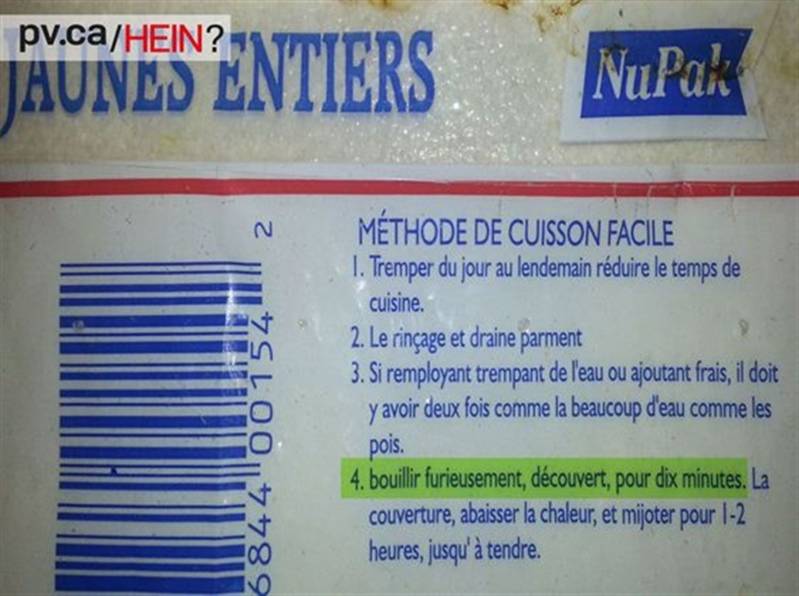 pv.ca/HEIN?
JAUNES ENTIERS
NuPak
MÉTHODE DE CUISSON FACILE
1. Tremper du jour au lendemain réduire le temps de
cuisine.
2. Le rinçage et draine parment
3. Si remployant trempant de l'eau ou ajoutant frais, il doit
y avoir deux fois comme la beaucoup d'eau comme les
pois.
4. bouillir furieusement, découvert, pour dix minutes. La
couverture, abaisser la chaleur, et mijoter pour 1-2
heures, jusqu' à tendre.
6844 00154 2